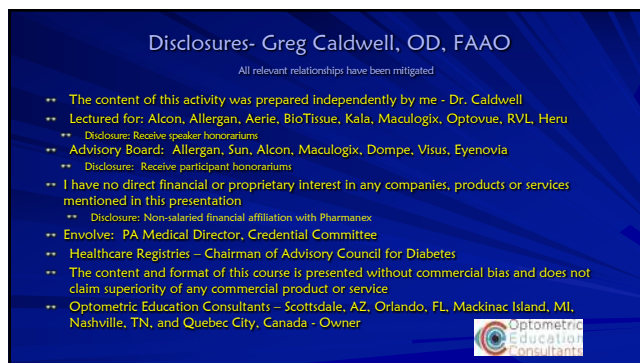 Disclosures- Greg Caldwell, OD, FAAO
All relevant relationships have been mitigated
The content of this activity was prepared independently by me - Dr. Caldwell
Lectured for: Alcon, Allergan, Aerie, BioTissue, Kala, Maculogix, Optovue, RVL, Heru
Disclosure: Receive speaker honorariums
Advisory Board: Allergan, Sun, Alcon, Maculogix, Dompe, Visus, Eyenovia
Disclosure: Receive participant honorariums
I have no direct financial or proprietary interest in any companies, products or services
mentioned in this presentation
Disclosure: Non-salaried financial affiliation with Pharmanex
Envolve: PA Medical Director, Credential Committee
Healthcare Registries – Chairman of Advisory Council for Diabetes
The content and format of this course is presented without commercial bias and does not
claim superiority of any commercial product or service
Optometric Education Consultants – Scottsdale, AZ, Orlando, FL, Mackinac Island, MI,
Nashville, TN, and Quebec City, Canada - Owner
Optometric
Education
Consultants